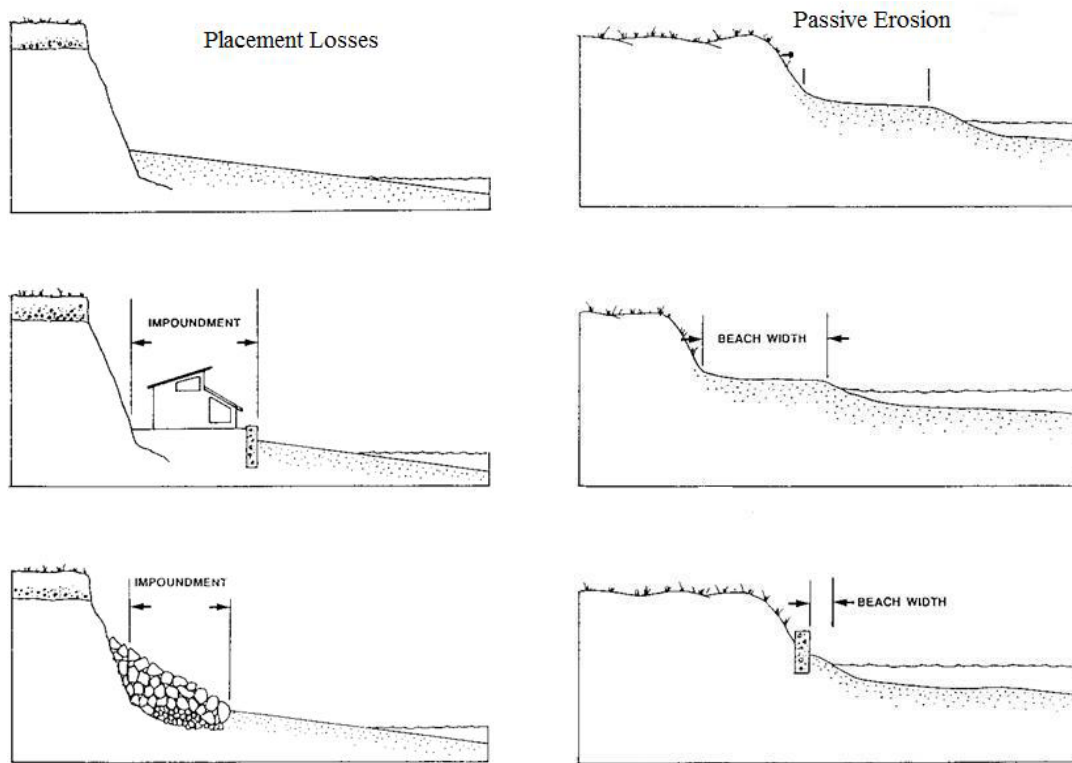 Placement Losses
Passive Erosion
IMPOUNDMENT
BEACH WIDTH
IMPOUNDMENT
BEACH WIDTH